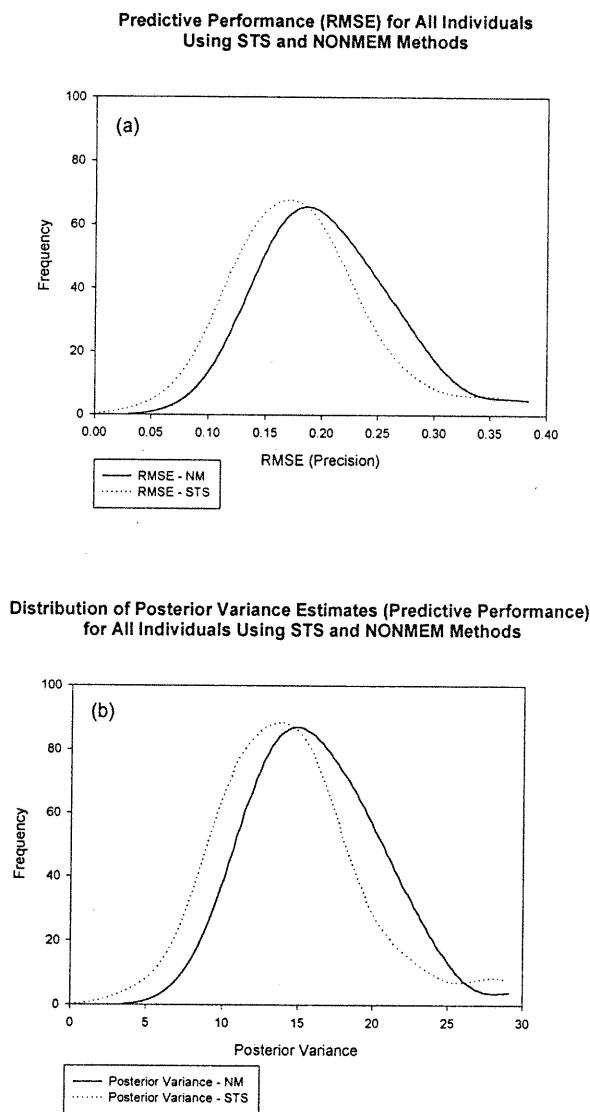 Predictive Performance (RMSE) for All Individuals
Using STS and NONMEM Methods
(a)
100
80
60
40
20
0
Frequency
0.00 0.05 0.10 0.15 0.20 0.25 0.30 0.35 0.40
RMSE (Precision)
RMSE - NM
RMSE - STS
Distribution of Posterior Variance Estimates (Predictive Performance)
for All Individuals Using STS and NONMEM Methods
(b)
100
80
60
40
20
0
Frequency
0 5 10 15 20 25 30
Posterior Variance
Posterior Variance - NM
Posterior Variance - STS